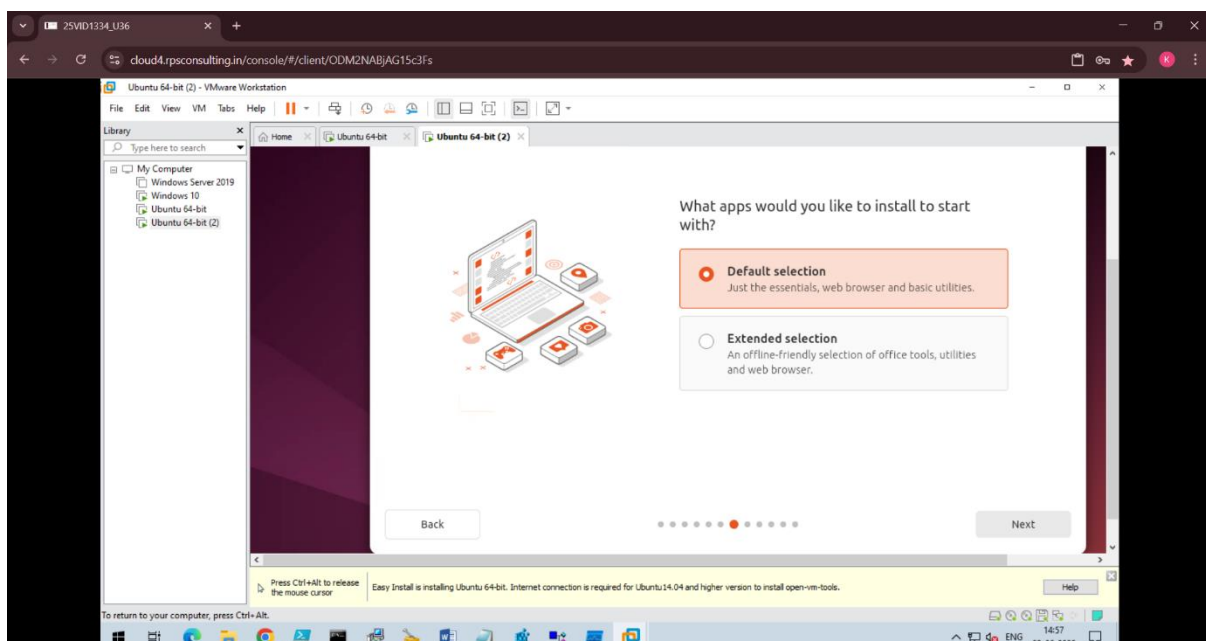 25VID1334_U36
cloud4.rpsconsulting.in/console/#/client/ODM2NABjAG15c3Fs
K
Ubuntu 64-bit (2) - VMware Workstation
File Edit View VM Tabs Help
Library
Type here to search
My Computer
Windows Server 2019
Windows 10
Ubuntu 64-bit
Ubuntu 64-bit (2)
Home
Ubuntu 64-bit
Ubuntu 64-bit (2)
What apps would you like to install to start
with?
Default selection
Just the essentials, web browser and basic utilities.
Extended selection
An offline-friendly selection of office tools, utilities
and web browser.
Back
Next
Press Ctrl+Alt to release
the mouse cursor
Easy Install is installing Ubuntu 64-bit. Internet connection is required for Ubuntu14.04 and higher version to install open-vm-tools.
Help
To return to your computer, press Ctrl+Alt.
ENG
14:57